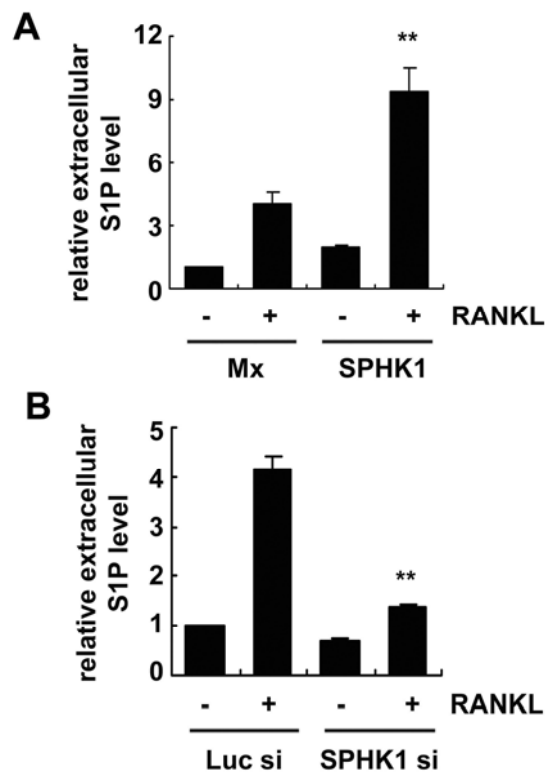 A
relative extracellular
S1P level
12
9
6
3
0
**
- + - + RANKL
Mx SPHK1
B
relative extracellular
S1P level
5
4
3
2
1
0
**
- + - + RANKL
Luc si SPHK1 si